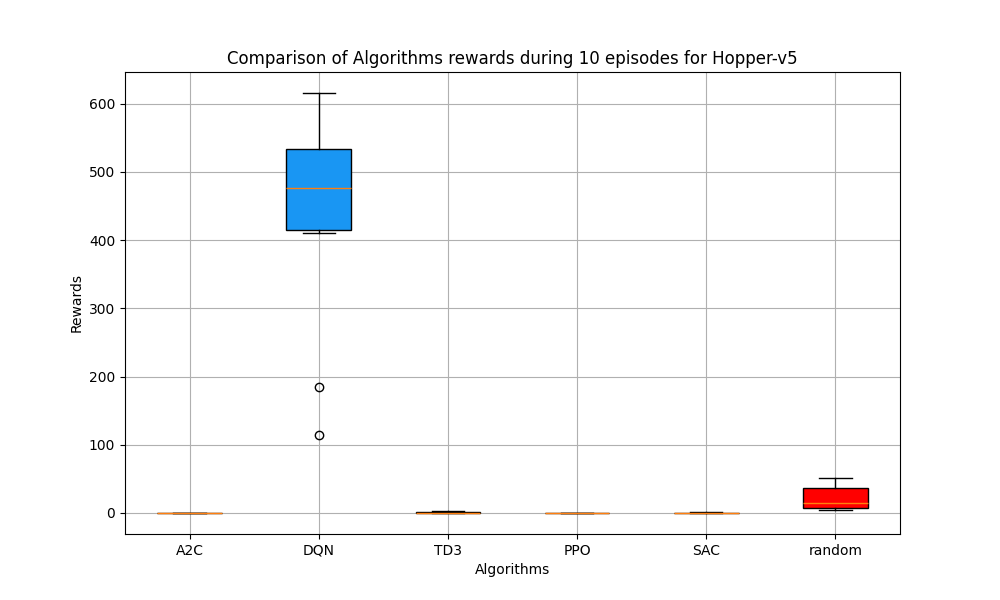 Comparison of Algorithms rewards during 10 episodes for Hopper-v5
600
500
400
300
200
100
0
Rewards
A2C DQN TD3 PPO SAC random
Algorithms